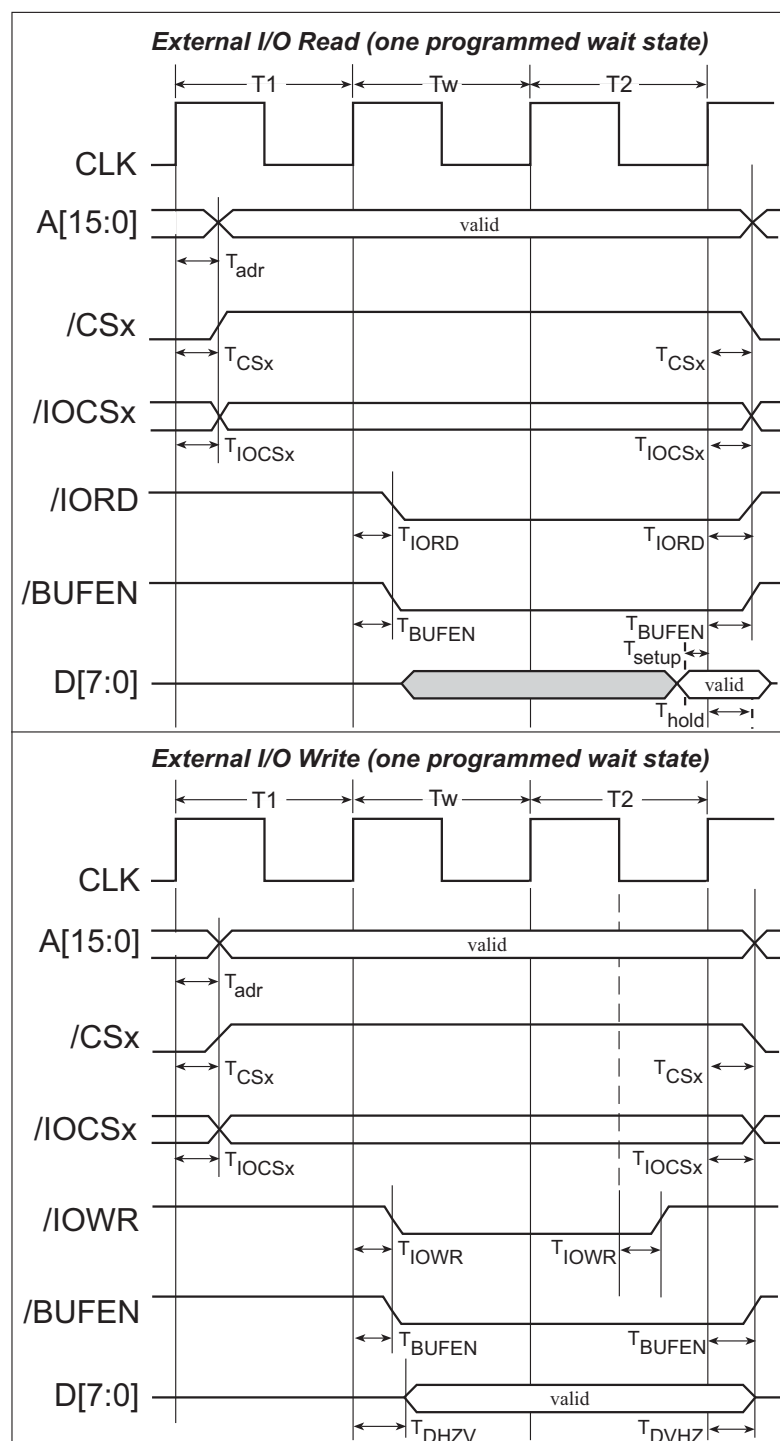 External I/O Read (one programmed wait state)
T1 Tw T2
CLK
A[15:0] valid
Tadr
/CSx
TCSx TCSx
/IOCSx
TIOCSx TIOCSx
/IORD
TIORD TIORD
/BUFEN
TBUFEN TBUFEN
Tsetup
D[7:0] valid
Thold
External I/O Write (one programmed wait state)
T1 Tw T2
CLK
A[15:0] valid
Tadr
/CSx
TCSx TCSx
/IOCSx
TIOCSx TIOCSx
/IOWR
TIOWR TIOWR
/BUFEN
TBUFEN TBUFEN
D[7:0] valid
TDHZV TDVHZ